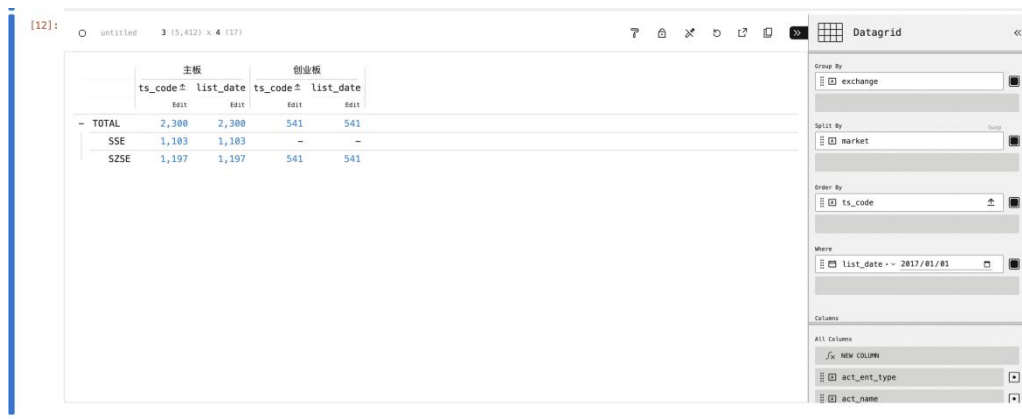 [12]:
untitled 3 (5,412) x 4 (17)
Datagrid
主板 创业板
ts_code list_date ts_code list_date
Edit Edit Edit Edit
- TOTAL 2,300 2,300 541 541
SSE 1,103 1,103 - -
SZSE 1,197 1,197 541 541
Group By
exchange
Split By Swap
market
Order By
ts_code
Where
list_date 2017/01/01
Columns
All Columns
fx NEW COLUMN
act_ent_type
act_name